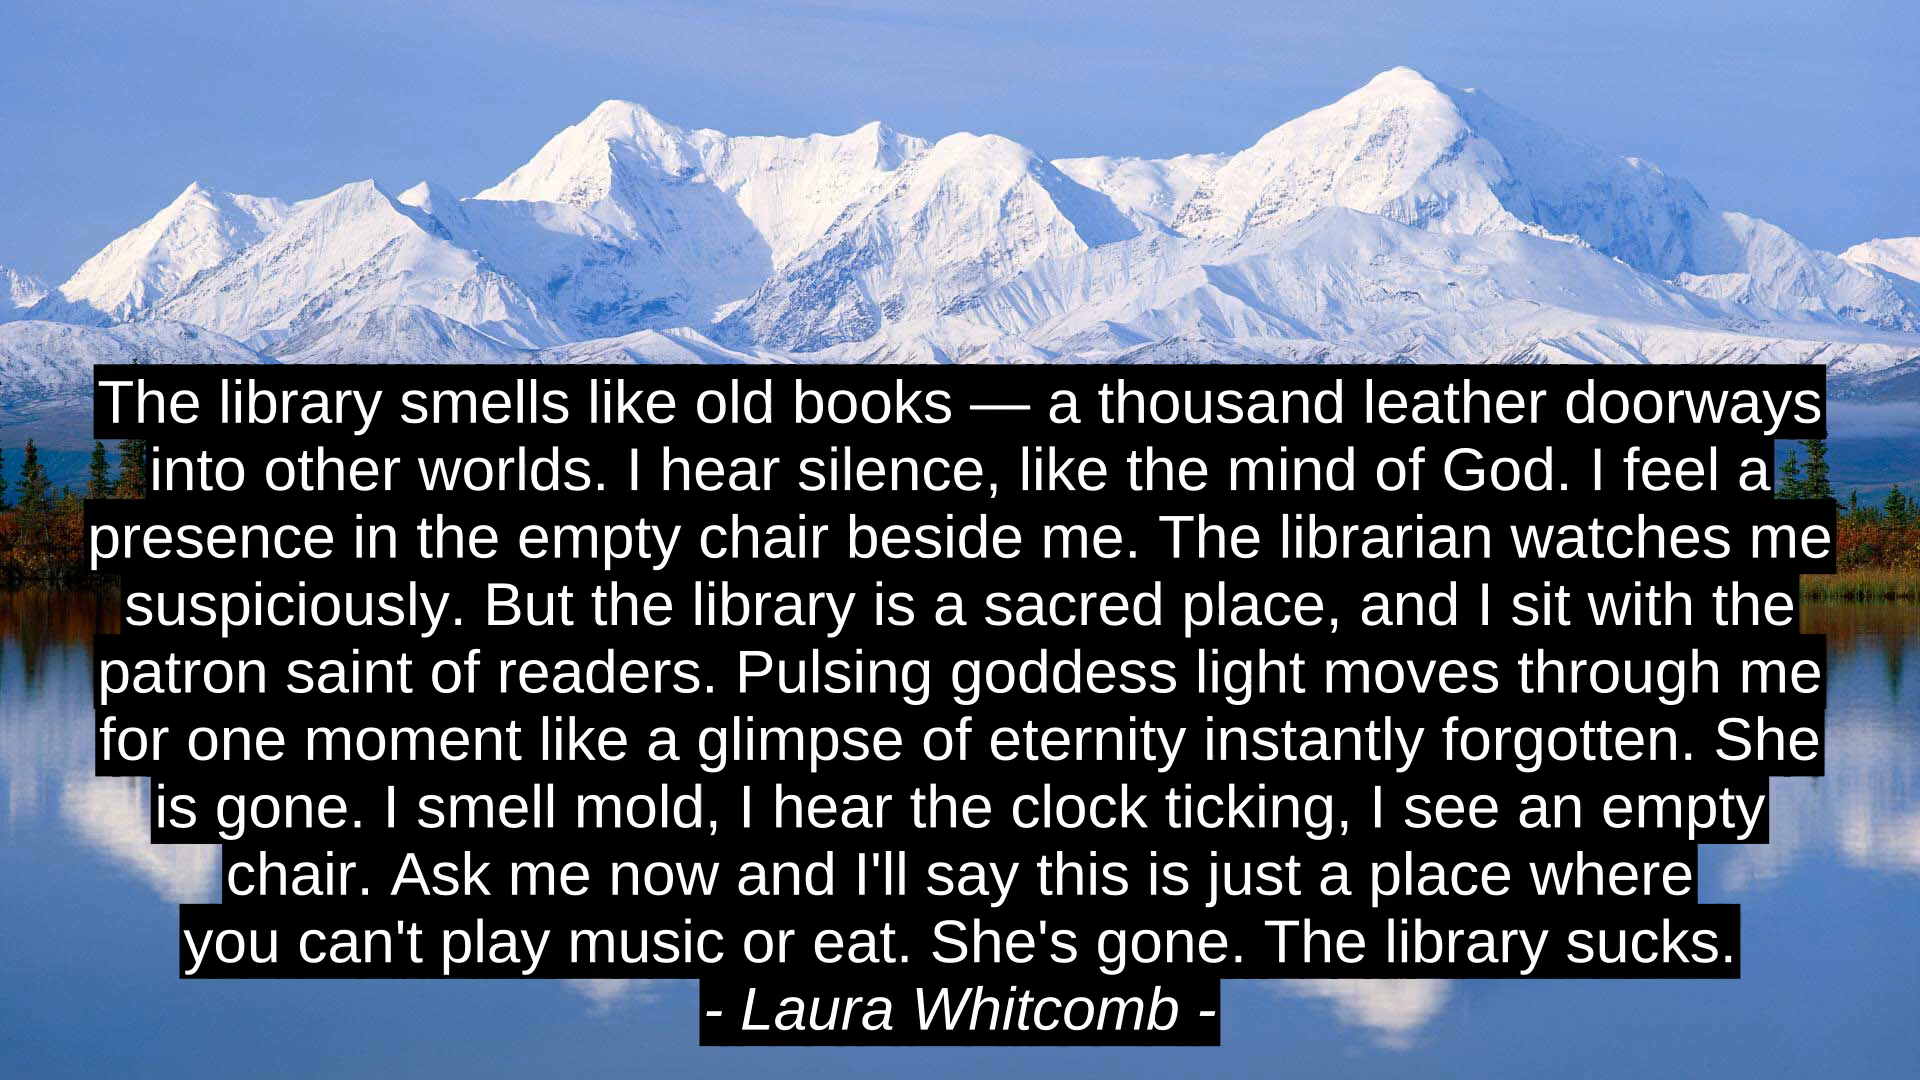 The library smells like old books — a thousand leather doorways
into other worlds. I hear silence, like the mind of God. I feel a
presence in the empty chair beside me. The librarian watches me
suspiciously. But the library is a sacred place, and I sit with the
patron saint of readers. Pulsing goddess light moves through me
for one moment like a glimpse of eternity instantly forgotten. She
is gone. I smell mold, I hear the clock ticking, I see an empty
chair. Ask me now and I'll say this is just a place where
you can't play music or eat. She's gone. The library sucks.
- Laura Whitcomb -